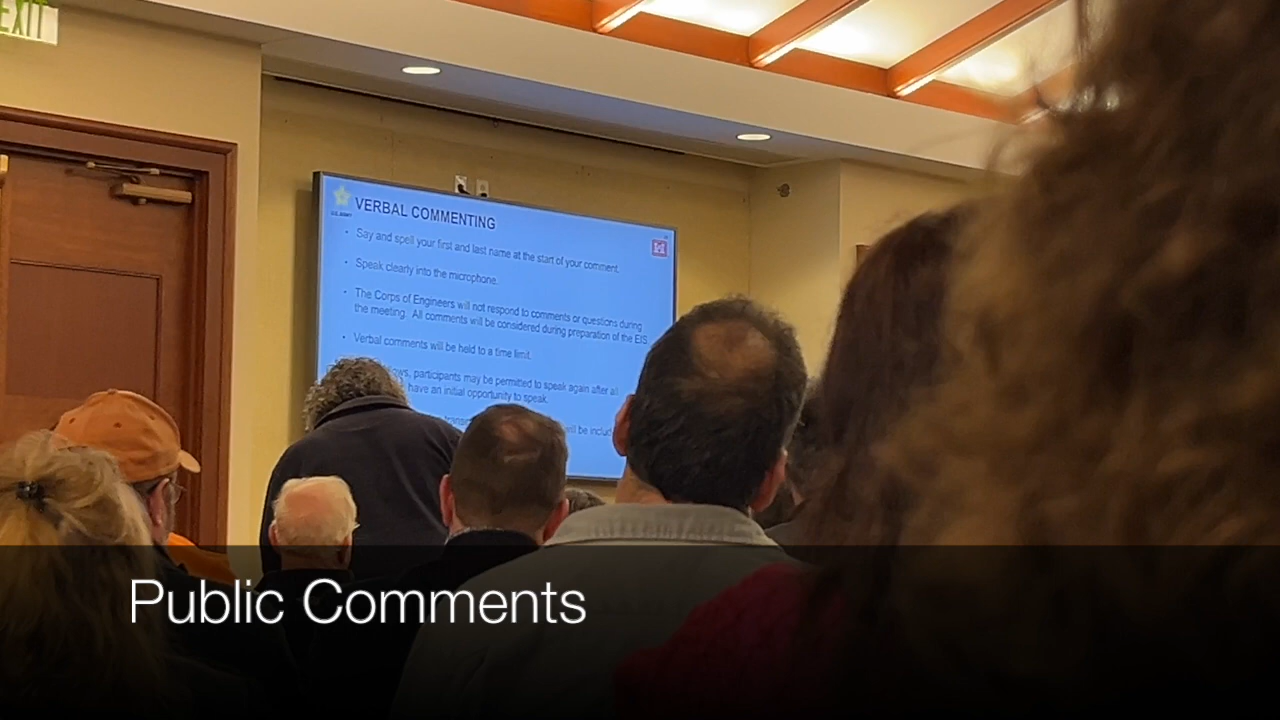 EXIT
U.S. ARMY
VERBAL COMMENTING
• Say and spell your first and last name at the start of your comment.
• Speak clearly into the microphone.
• The Corps of Engineers will not respond to comments or questions during
the meeting. All comments will be considered during preparation of the EIS.
• Verbal comments will be held to a time limit.
participants may be permitted to speak again after all
have an initial opportunity to speak.
will be
Public Comments